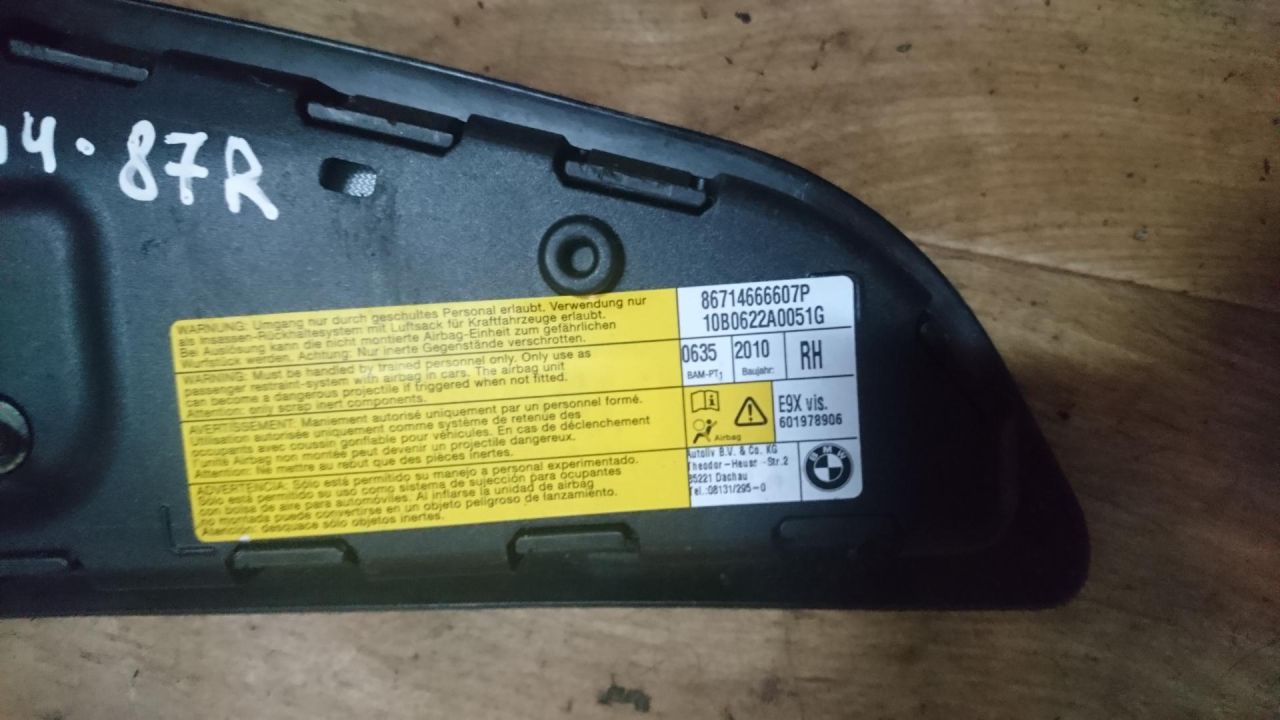 14.87R
WARNUNG: Umgang nur durch geschultes Personal erlaubt. Verwendung nur
als Insassen-Rückhaltesystem mit Luftsack für Kraftfahrzeuge erlaubt.
Bei Auslösung kann die nicht montierte Airbag-Einheit zum gefährlichen
Wurfkörper werden. Achtung: Nur inerte Gegenstände verschrotten.
WARNING: Must be handled by trained personnel only. Only use as
passenger restraint-system with airbag in cars. The airbag unit
can become a dangerous projectile if triggered when not fitted.
Attention: only scrap inert components.
AVERTISSEMENT: Maniement autorisé uniquement par un personnel formé.
Utilisation autorisée uniquement comme système de retenue des
occupants avec coussin gonflable pour véhicules. En cas de déclenchement
l'unité Airbag non montée peut devenir un projectile dangereux.
Attention: Ne mettre au rebut que des pièces inertes.
ADVERTENCIA: Sólo está permitido su manejo a personal experimentado.
Sólo está permitido su uso como sistema de sujección para ocupantes
con bolsa de aire para automóviles. Al inflarse la unidad de airbag
no montada puede convertirse en un objeto peligroso de lanzamiento.
Atención: Desguace sólo objetos inertes.
86714666607P
10B0622A0051G
0635
BAM-PT1
2010
Baujahr:
RH
Airbag
E9X vis.
601978906
Autoliv B.V. & Co. KG
Theodor-Heuss-Str.2
85221 Dachau
Tel.:08131/295-0
BMW